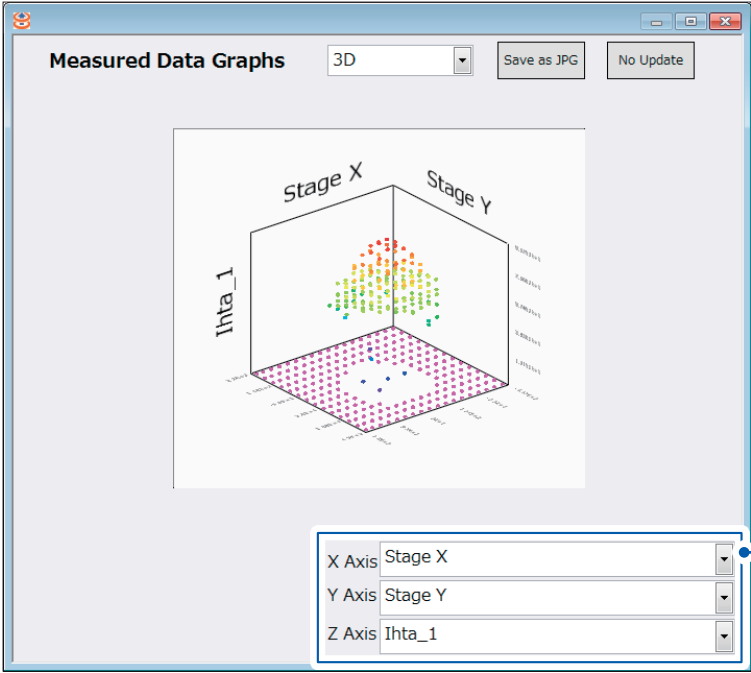 Measured Data Graphs
3D
Save as JPG
No Update
Stage X
Stage Y
Ihta_1
X Axis Stage X
Y Axis Stage Y
Z Axis Ihta_1